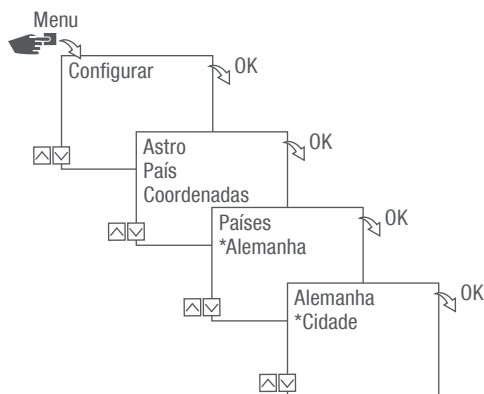 Menu
Configurar
OK
Astro
País
Coordenadas
OK
Países
*Alemanha
OK
Alemanha
*Cidade
OK